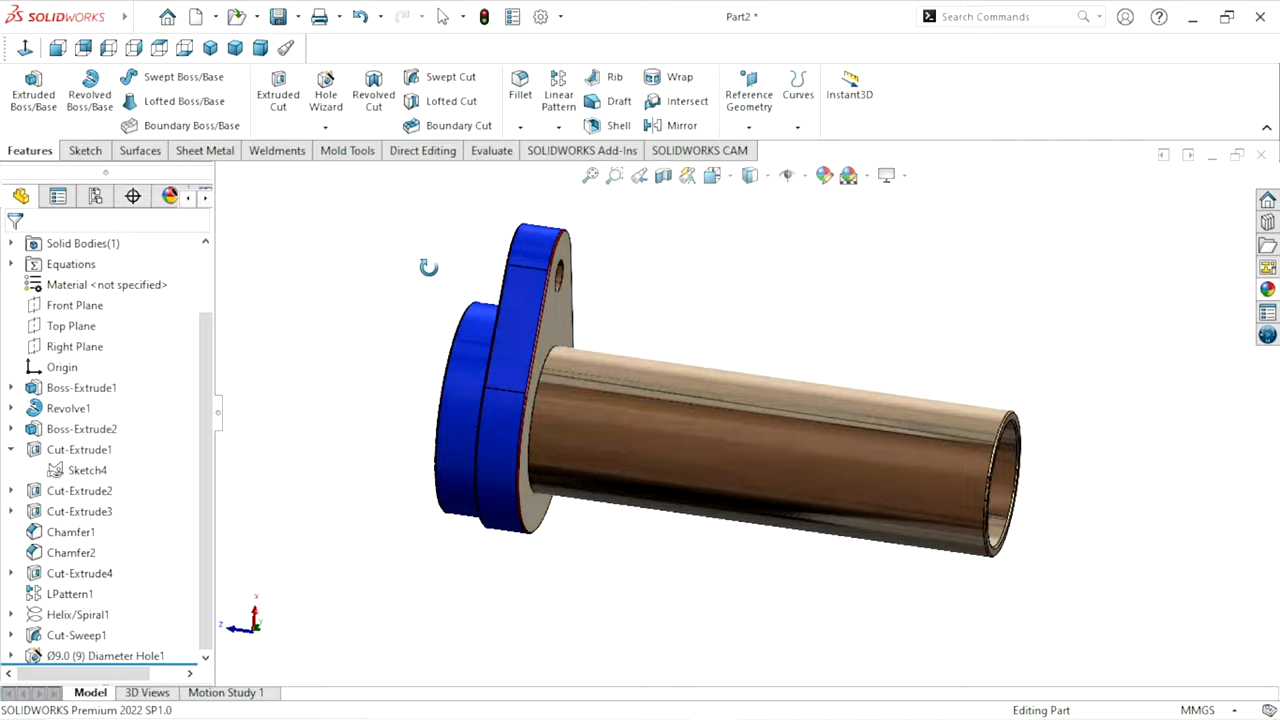 SOLIDWORKS
Part2 *
Search Commands
Extruded Boss/Base
Revolved Boss/Base
Swept Boss/Base
Lofted Boss/Base
Boundary Boss/Base
Extruded Cut
Hole Wizard
Revolved Cut
Swept Cut
Lofted Cut
Boundary Cut
Fillet
Linear Pattern
Rib
Draft
Shell
Wrap
Intersect
Mirror
Reference Geometry
Curves
Instant3D
Features
Sketch
Surfaces
Sheet Metal
Weldments
Mold Tools
Direct Editing
Evaluate
SOLIDWORKS Add-Ins
SOLIDWORKS CAM
Solid Bodies(1)
Equations
Material <not specified>
Front Plane
Top Plane
Right Plane
Origin
Boss-Extrude1
Revolve1
Boss-Extrude2
Cut-Extrude1
Sketch4
Cut-Extrude2
Cut-Extrude3
Chamfer1
Chamfer2
Cut-Extrude4
LPattern1
Helix/Spiral1
Cut-Sweep1
Ø9.0 (9) Diameter Hole1
X
Z
Model
3D Views
Motion Study 1
SOLIDWORKS Premium 2022 SP1.0
Editing Part
MMGS